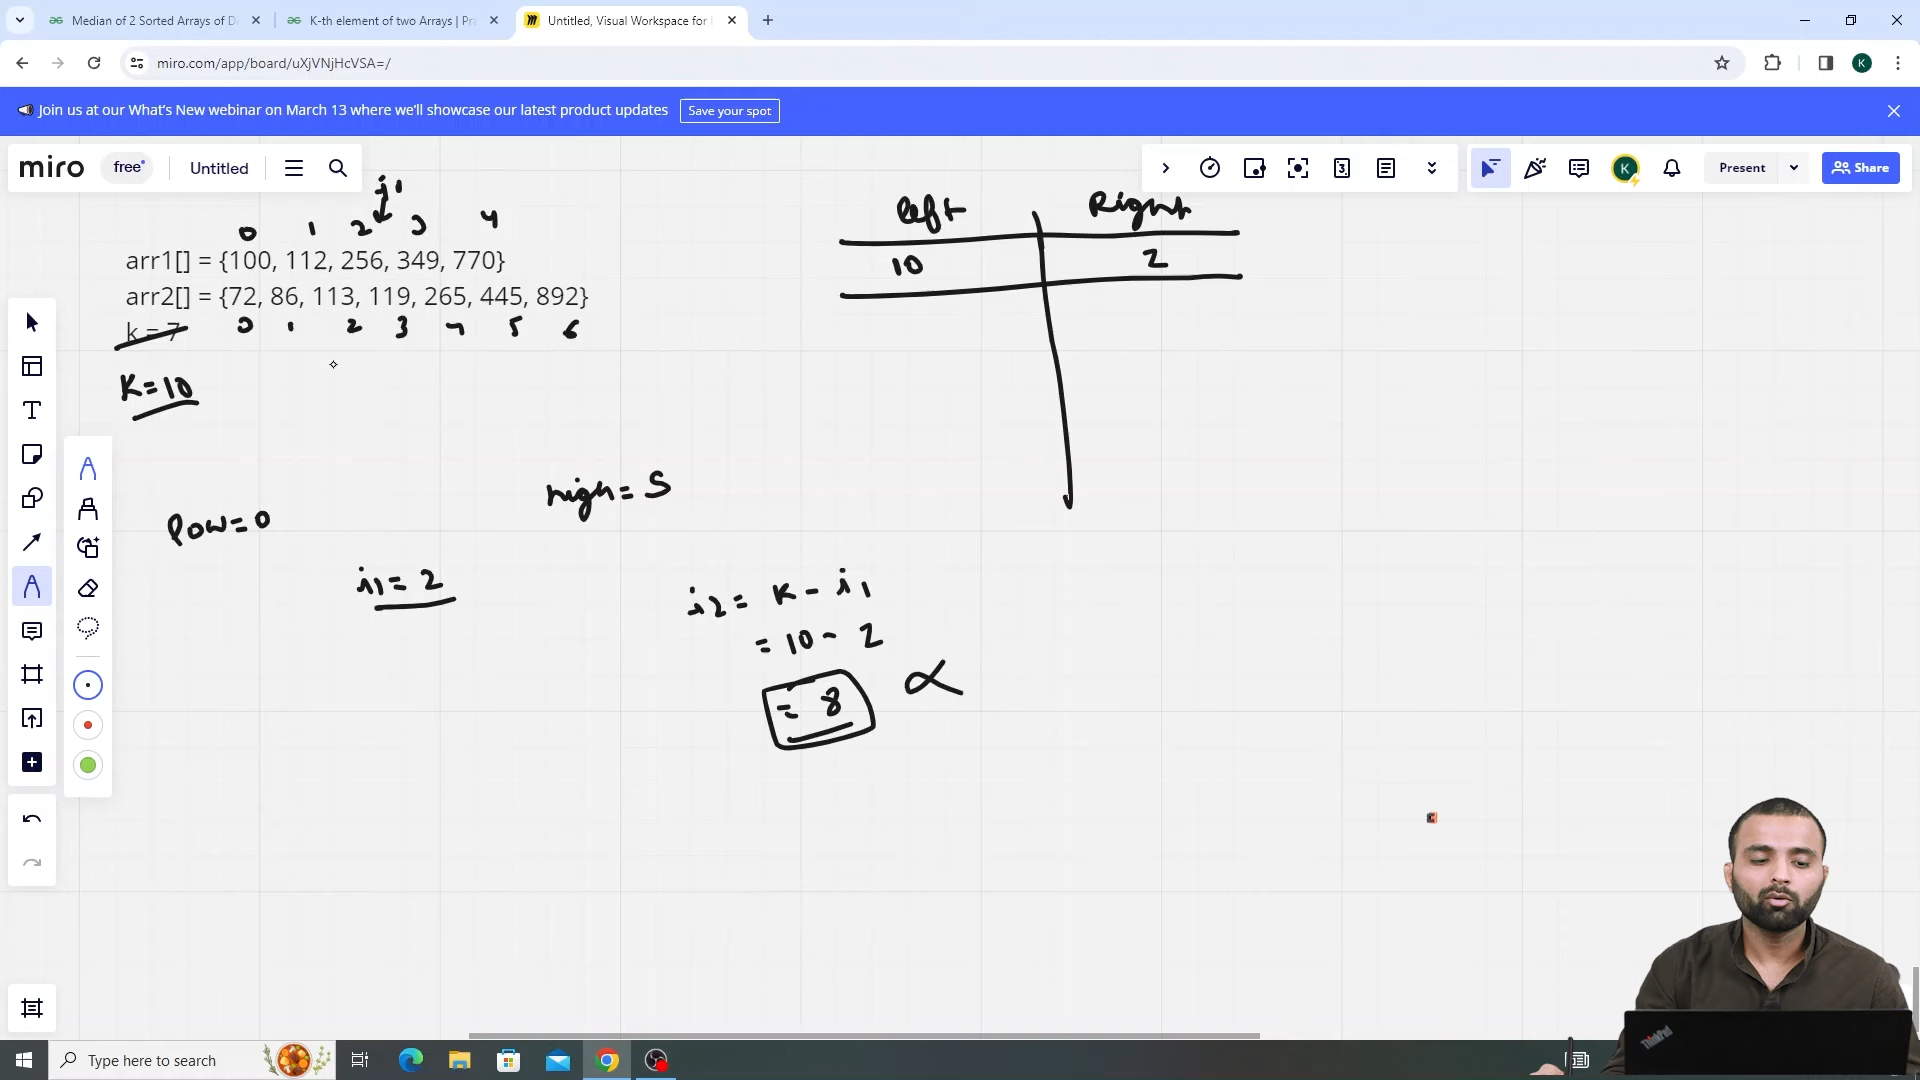 Median of 2 Sorted Arrays of D
K-th element of two Arrays | Pra
Untitled, Visual Workspace for
miro.com/app/board/uXjVNjHcVSA=/
K
Join us at our What's New webinar on March 13 where we'll showcase our latest product updates
Save your spot
miro
free
Untitled
K
Present
Share
j1
0 1 2 3 4
arr1[] = {100, 112, 256, 349, 770}
arr2[] = {72, 86, 113, 119, 265, 445, 892}
k = 7
0 1 2 3 4 5 6
K=10
left Right
10 2
low=0
high=5
i1=2
i2= K-i1
= 10-2
= 8
Type here to search
ThinkPad